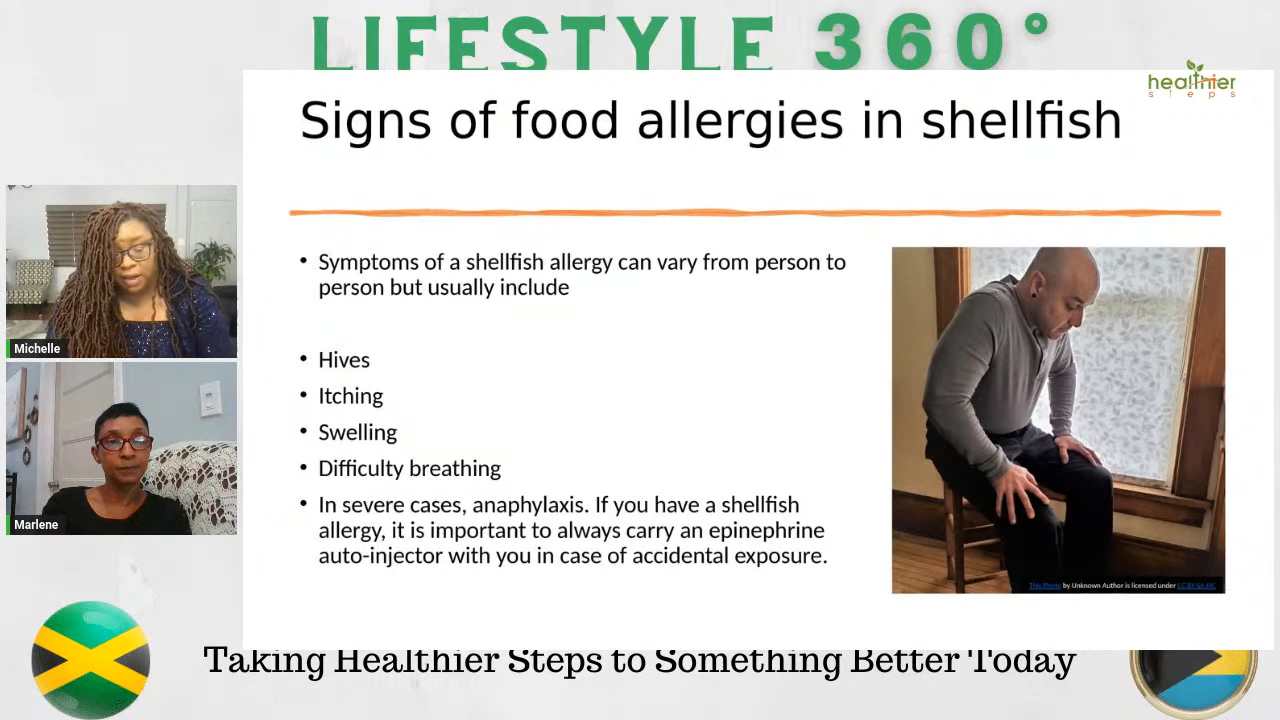 LIFESTYLE 360°
healthier
steps
Signs of food allergies in shellfish
• Symptoms of a shellfish allergy can vary from person to
person but usually include
• Hives
• Itching
• Swelling
• Difficulty breathing
• In severe cases, anaphylaxis. If you have a shellfish
allergy, it is important to always carry an epinephrine
auto-injector with you in case of accidental exposure.
This Photo by Unknown Author is licensed under CC BY-SA-NC
Michelle
Marlene
Taking Healthier Steps to Something Better Today